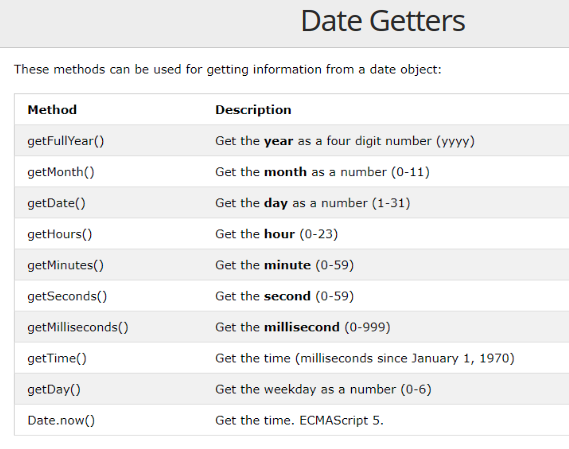 Date Getters
These methods can be used for getting information from a date object:
Method Description
getFullYear() Get the year as a four digit number (yyyy)
getMonth() Get the month as a number (0-11)
getDate() Get the day as a number (1-31)
getHours() Get the hour (0-23)
getMinutes() Get the minute (0-59)
getSeconds() Get the second (0-59)
getMilliseconds() Get the millisecond (0-999)
getTime() Get the time (milliseconds since January 1, 1970)
getDay() Get the weekday as a number (0-6)
Date.now() Get the time. ECMAScript 5.